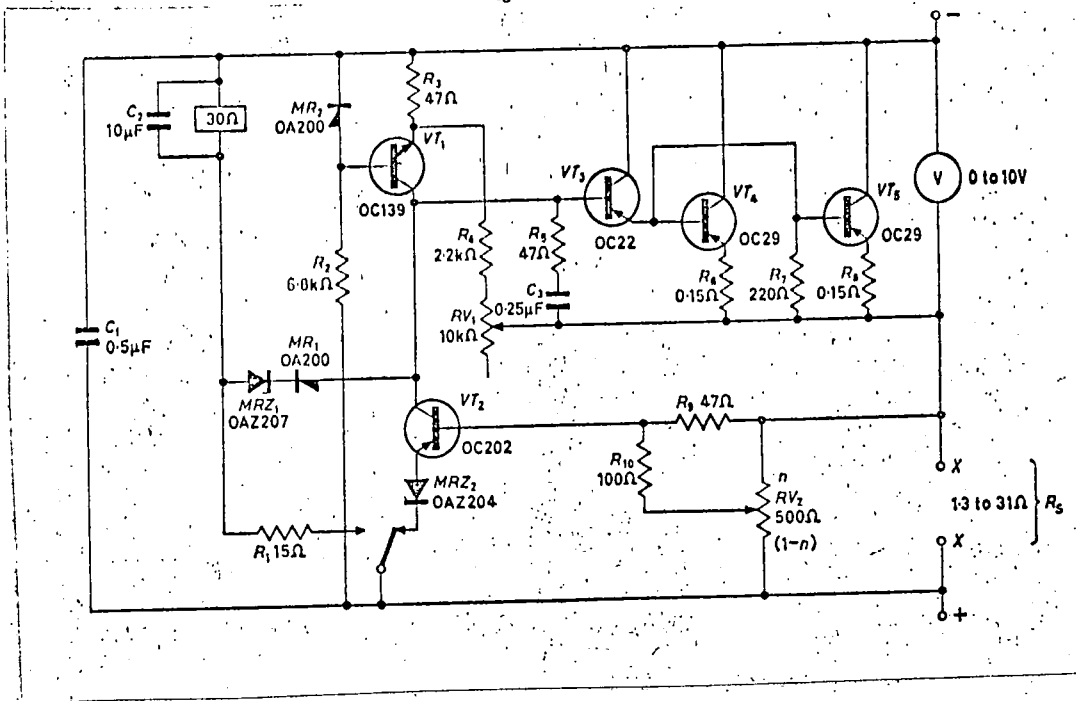 −
C₂
10µF
30Ω
MR₂
OA200
R₃
47Ω
VT₁
OC139
VT₃
OC22
VT₄
OC29
VT₅
OC29
V
0 to 10V
R₂
6·8kΩ
R₄
2·2kΩ
R₅
47Ω
C₃
0·25µF
RV₁
10kΩ
R₆
0·15Ω
R₇
220Ω
R₈
0·15Ω
C₁
0·5µF
MR₁
OA200
MRZ₁
OAZ207
VT₂
OC202
R₉ 47Ω
R₁₀
100Ω
MRZ₂
OAZ204
n
RV₂
500Ω
(1−n)
X
1·3 to 31Ω
Rₛ
X
R₁ 15Ω
+